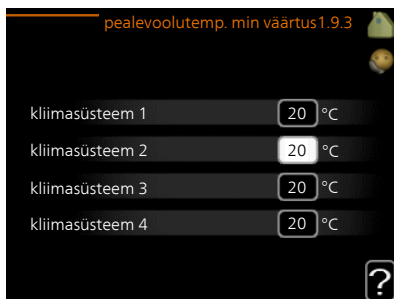 pealevoolutemp. min väärtus1.9.3
kliimasüsteem 1 20 °C
kliimasüsteem 2 20 °C
kliimasüsteem 3 20 °C
kliimasüsteem 4 20 °C
?